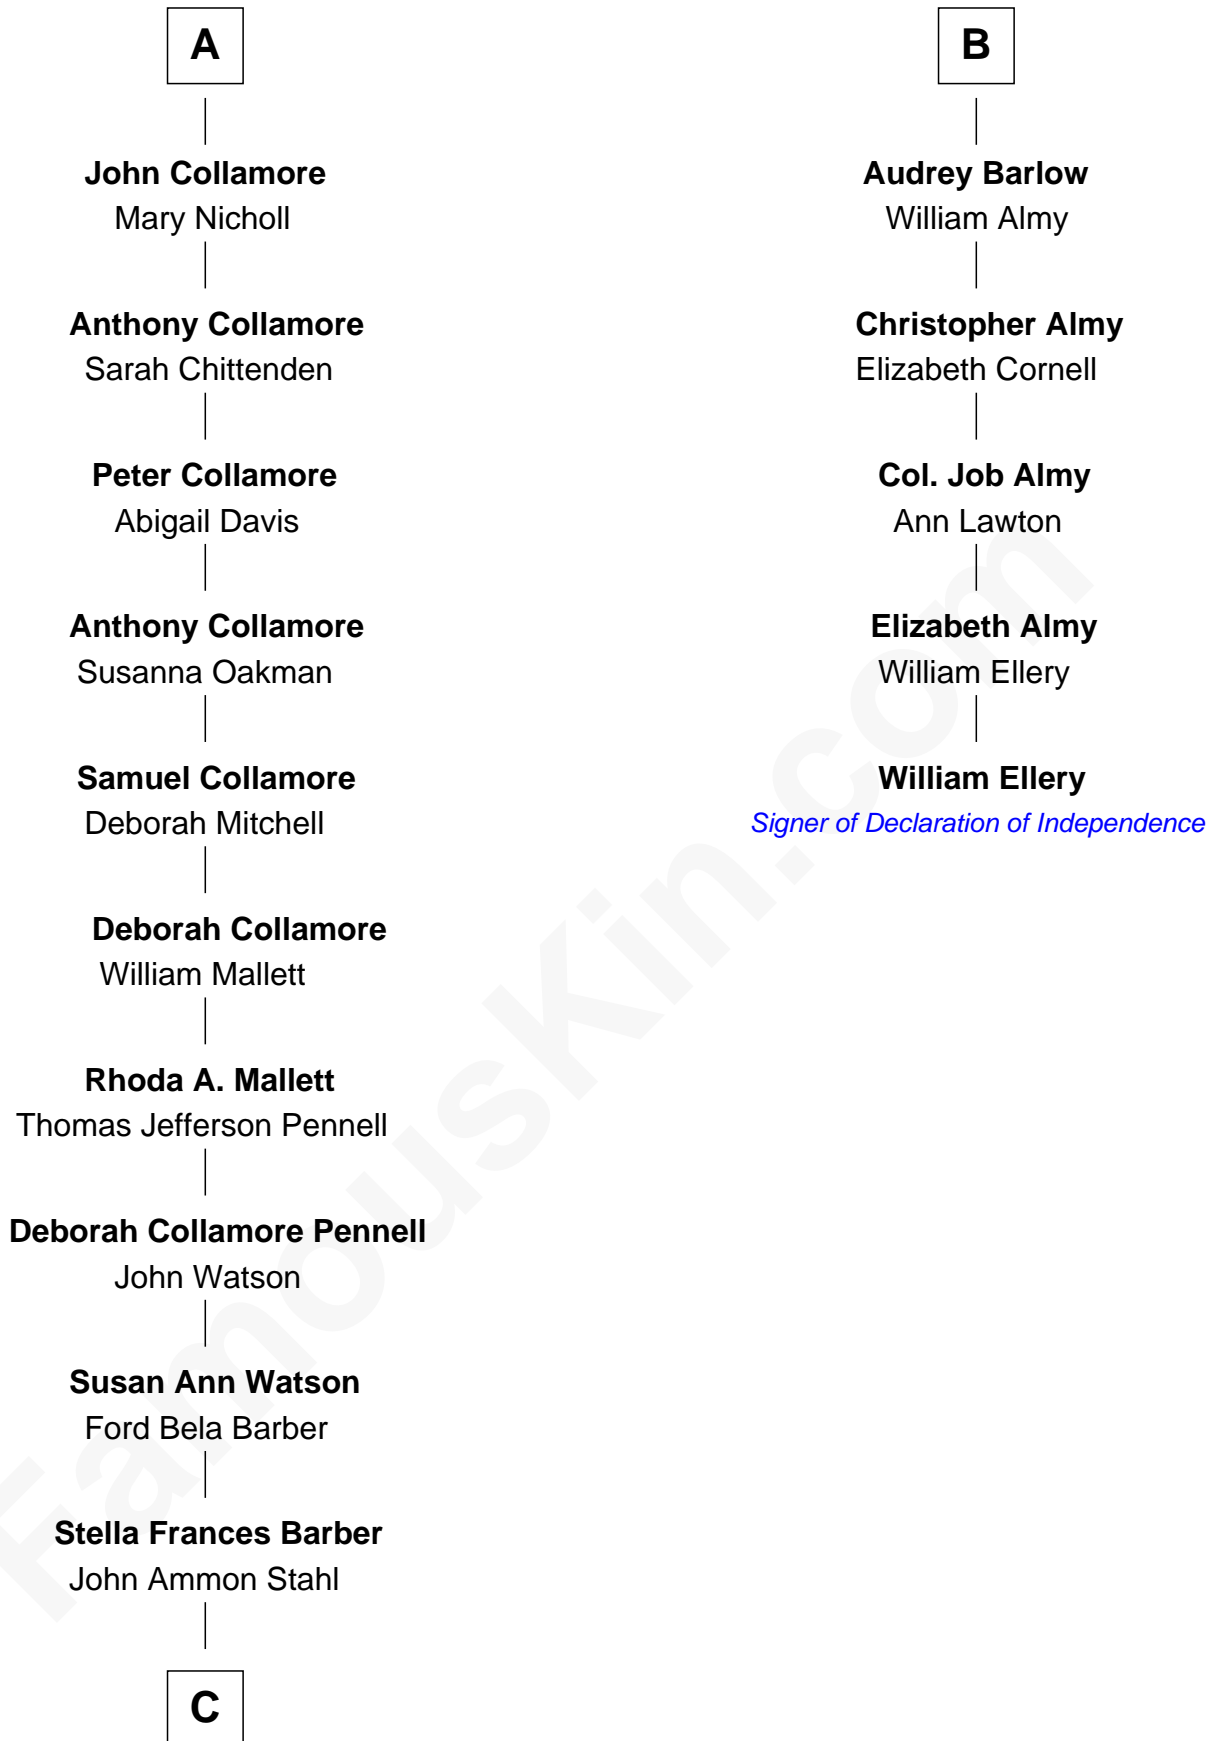 A
John Collamore
Mary Nicholl
Anthony Collamore
Sarah Chittenden
Peter Collamore
Abigail Davis
Anthony Collamore
Susanna Oakman
Samuel Collamore
Deborah Mitchell
Deborah Collamore
William Mallett
Rhoda A. Mallett
Thomas Jefferson Pennell
Deborah Collamore Pennell
John Watson
Susan Ann Watson
Ford Bela Barber
Stella Frances Barber
John Ammon Stahl
C
B
Audrey Barlow
William Almy
Christopher Almy
Elizabeth Cornell
Col. Job Almy
Ann Lawton
Elizabeth Almy
William Ellery
William Ellery
Signer of Declaration of Independence
FamousKin.com